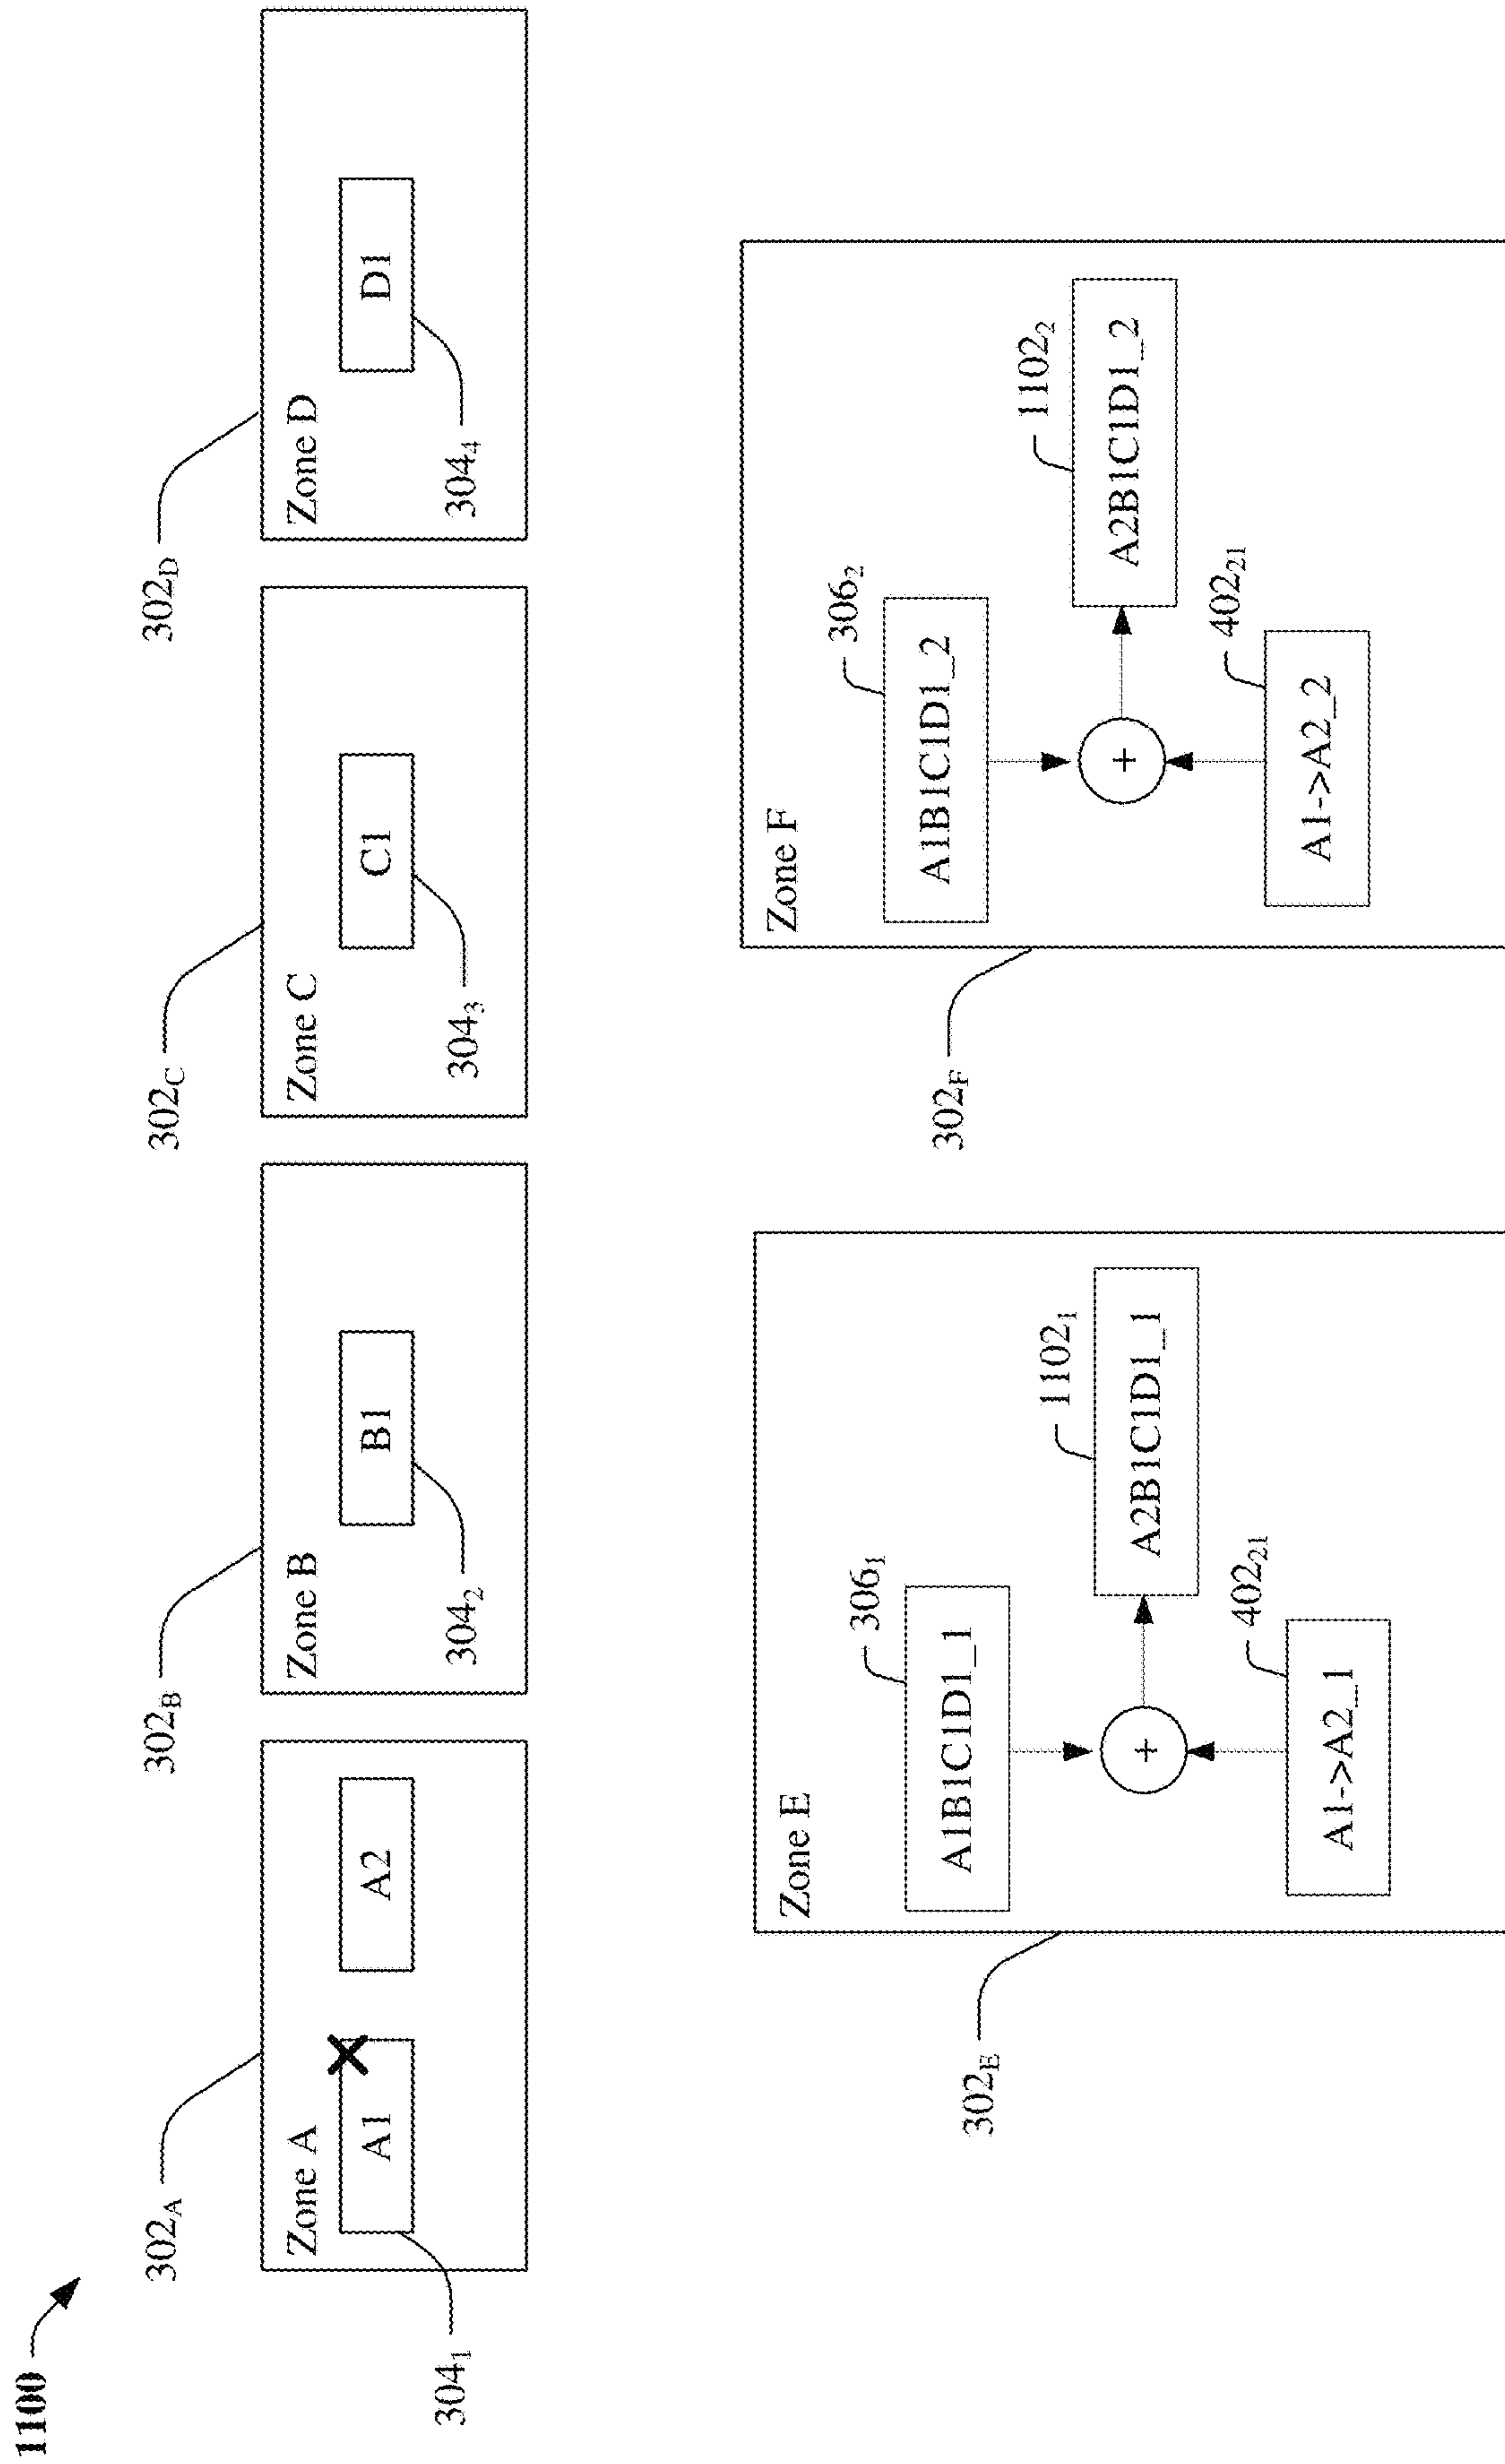 1100
302A
302B
302C
302D
Zone A
Zone B
Zone C
Zone D
A1
A2
B1
C1
D1
304₁
304₂
304₃
304₄
302E
302F
Zone E
Zone F
A1B1C1D1_1
306₁
A1B1C1D1_2
306₂
+
A2B1C1D1_1
1102₁
+
A2B1C1D1_2
1102₂
A1->A2_1
402₂₁
A1->A2_2
402₂₁